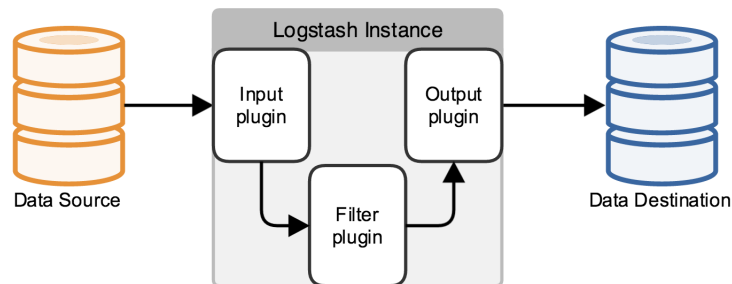 Logstash Instance
Input
plugin
Output
plugin
Filter
plugin
Data Source
Data Destination